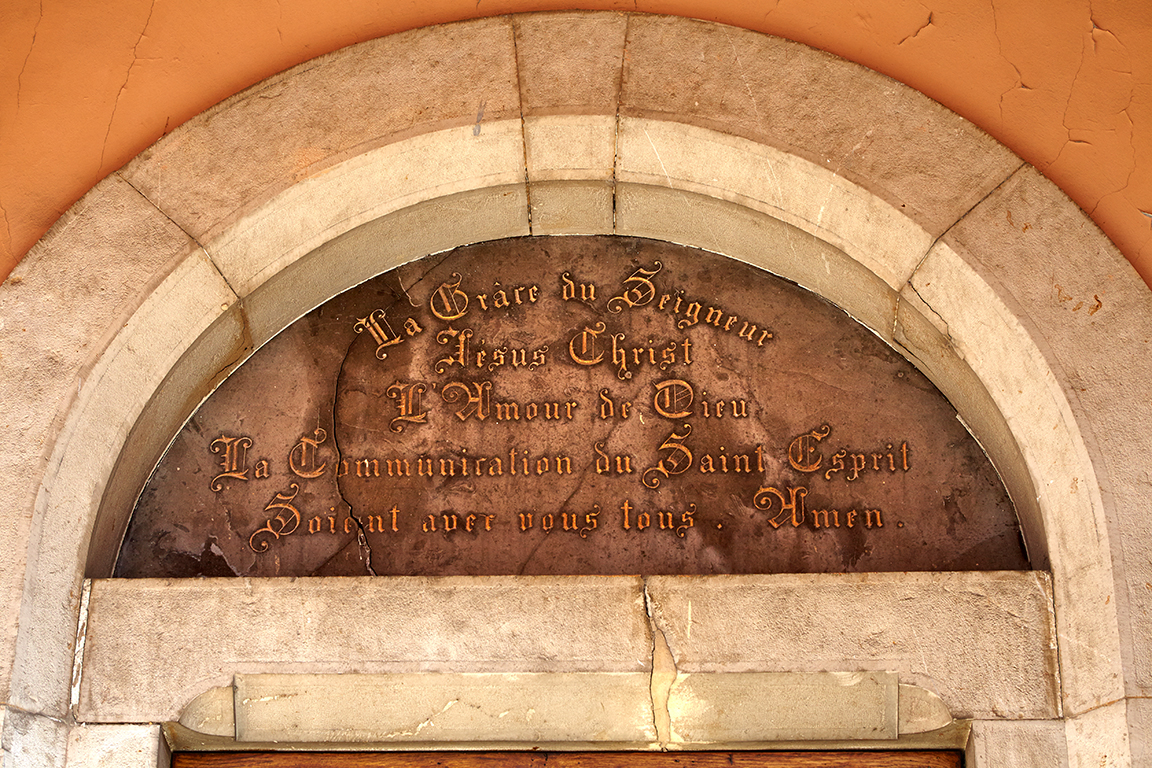 La Grâce du Seigneur
Jésus Christ
L'Amour de Dieu
La Communication du Saint Esprit
Soient avec vous tous . Amen .